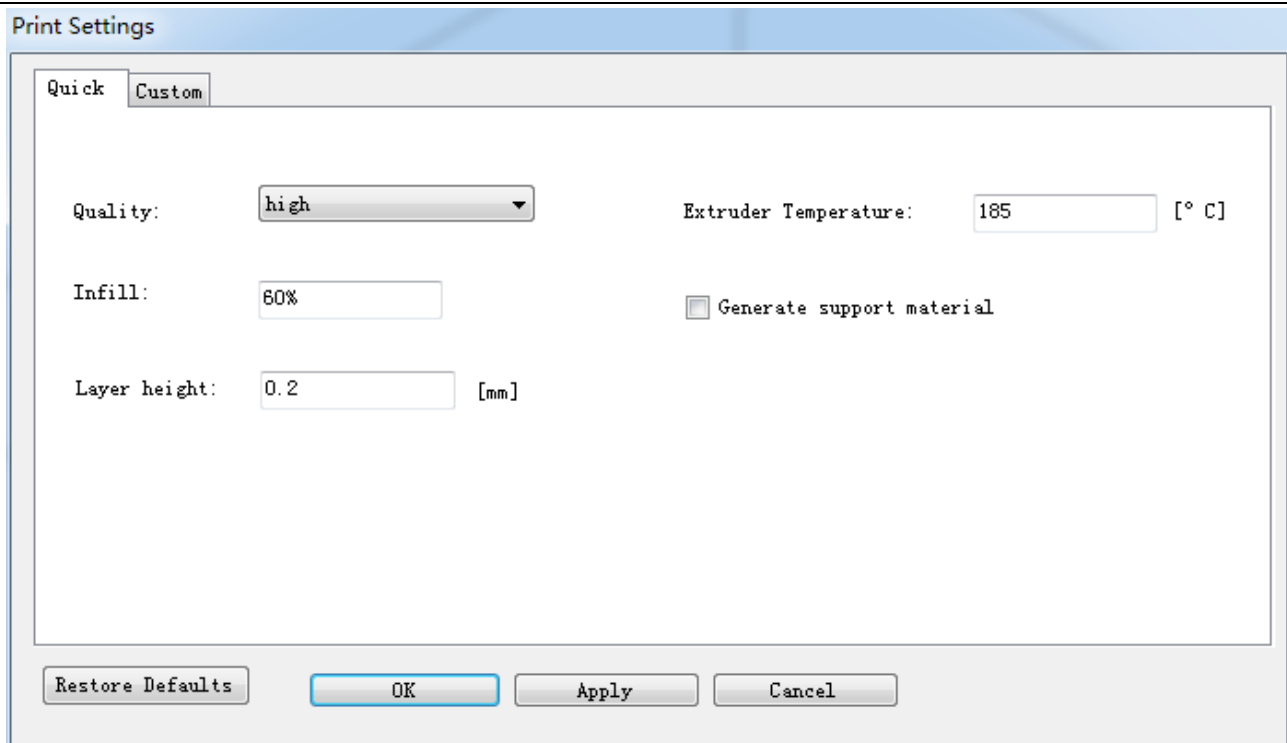 Print Settings
Quick Custom
Quality: high Extruder Temperature: 185 [° C]
Infill: 60% Generate support material
Layer height: 0.2 [mm]
Restore Defaults OK Apply Cancel